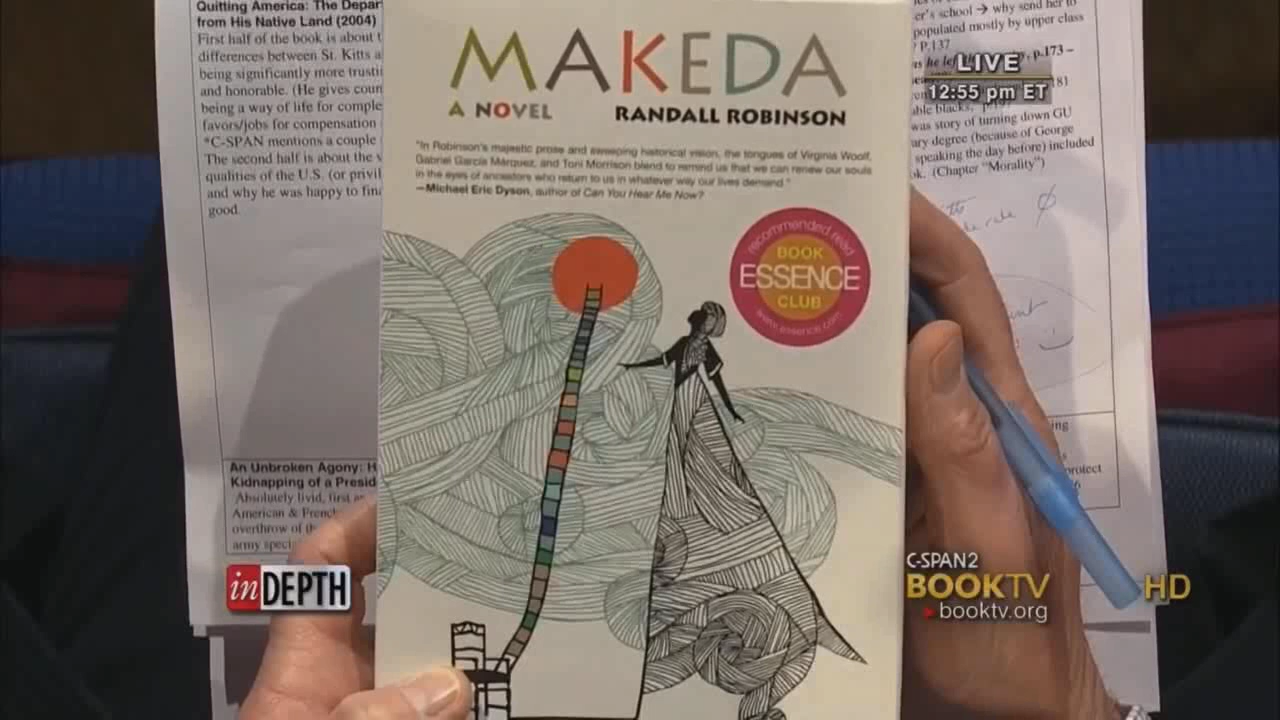 Quitting America: The Depar
from His Native Land (2004)
First half of the book is about t
differences between St. Kitts a
being significantly more trusti
and honorable. (He gives coun
being a way of life for comple
favors/jobs for compensation
*C-SPAN mentions a couple
The second half is about the v
qualities of the U.S. (or privil
and why he was happy to fin
good.
An Unbroken Agony: H
Kidnapping of a Presid
Absolutely livid, first a
American & French
overthrow of th
army speci
MAKEDA
A NOVEL RANDALL ROBINSON
"In Robinson's majestic prose and sweeping historical vision, the tongues of Virginia Woolf,
Gabriel García Márquez, and Toni Morrison blend to remind us that we can renew our souls
in the eyes of ancestors who return to us in whatever way our lives demand."
—Michael Eric Dyson, author of Can You Hear Me Now?
recommended read
BOOK
ESSENCE
CLUB
www.essence.com
er's school → why send her to
populated mostly by upper class
P.137
as he lef , p.173 –
181
able blacks,
was story of turning down GU
ary degree (because of George
speaking the day before) included
ok. (Chapter "Morality")
ing
protect
LIVE
12:55 pm ET
in DEPTH
C-SPAN2
BOOKTV HD
booktv.org